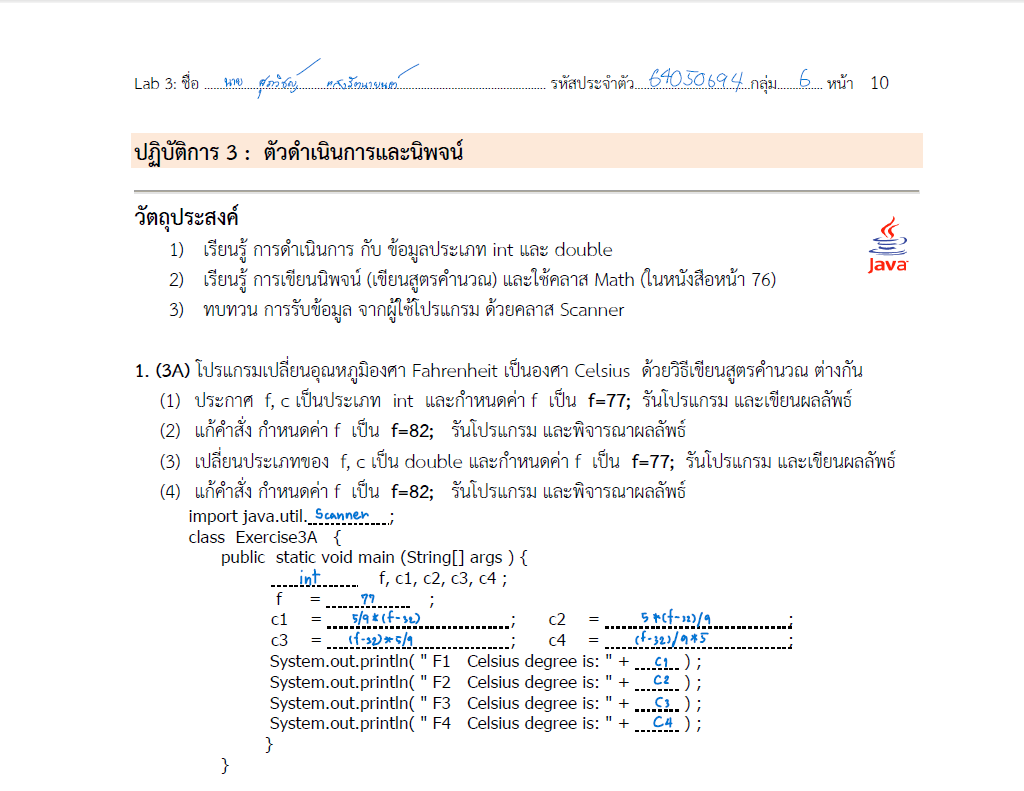 Lab 3: ชื่อ นาย ศุภวิชญ์ รหัสประจำตัว 64050694 กลุ่ม 6 หน้า 10
ปฏิบัติการ 3 : ตัวดำเนินการและนิพจน์
วัตถุประสงค์
1) เรียนรู้ การดำเนินการ กับ ข้อมูลประเภท int และ double
2) เรียนรู้ การเขียนนิพจน์ (เขียนสูตรคำนวณ) และใช้คลาส Math (ในหนังสือหน้า 76)
3) ทบทวน การรับข้อมูล จากผู้ใช้โปรแกรม ด้วยคลาส Scanner
Java
1. (3A) โปรแกรมเปลี่ยนอุณหภูมิองศา Fahrenheit เป็นองศา Celsius ด้วยวิธีเขียนสูตรคำนวณ ต่างกัน
(1) ประกาศ f, c เป็นประเภท int และกำหนดค่า f เป็น f=77; รันโปรแกรม และเขียนผลลัพธ์
(2) แก้คำสั่ง กำหนดค่า f เป็น f=82; รันโปรแกรม และพิจารณาผลลัพธ์
(3) เปลี่ยนประเภทของ f, c เป็น double และกำหนดค่า f เป็น f=77; รันโปรแกรม และเขียนผลลัพธ์
(4) แก้คำสั่ง กำหนดค่า f เป็น f=82; รันโปรแกรม และพิจารณาผลลัพธ์
import java.util. Scanner ;
class Exercise3A {
public static void main (String[] args ) {
int f, c1, c2, c3, c4 ;
f = 77 ;
c1 = 5/9*(f-32) ; c2 = 5*(f-32)/9 ;
c3 = (f-32)*5/9 ; c4 = (f-32)/9*5 ;
System.out.println( " F1 Celsius degree is: " + c1 ) ;
System.out.println( " F2 Celsius degree is: " + c2 ) ;
System.out.println( " F3 Celsius degree is: " + c3 ) ;
System.out.println( " F4 Celsius degree is: " + c4 ) ;
}
}